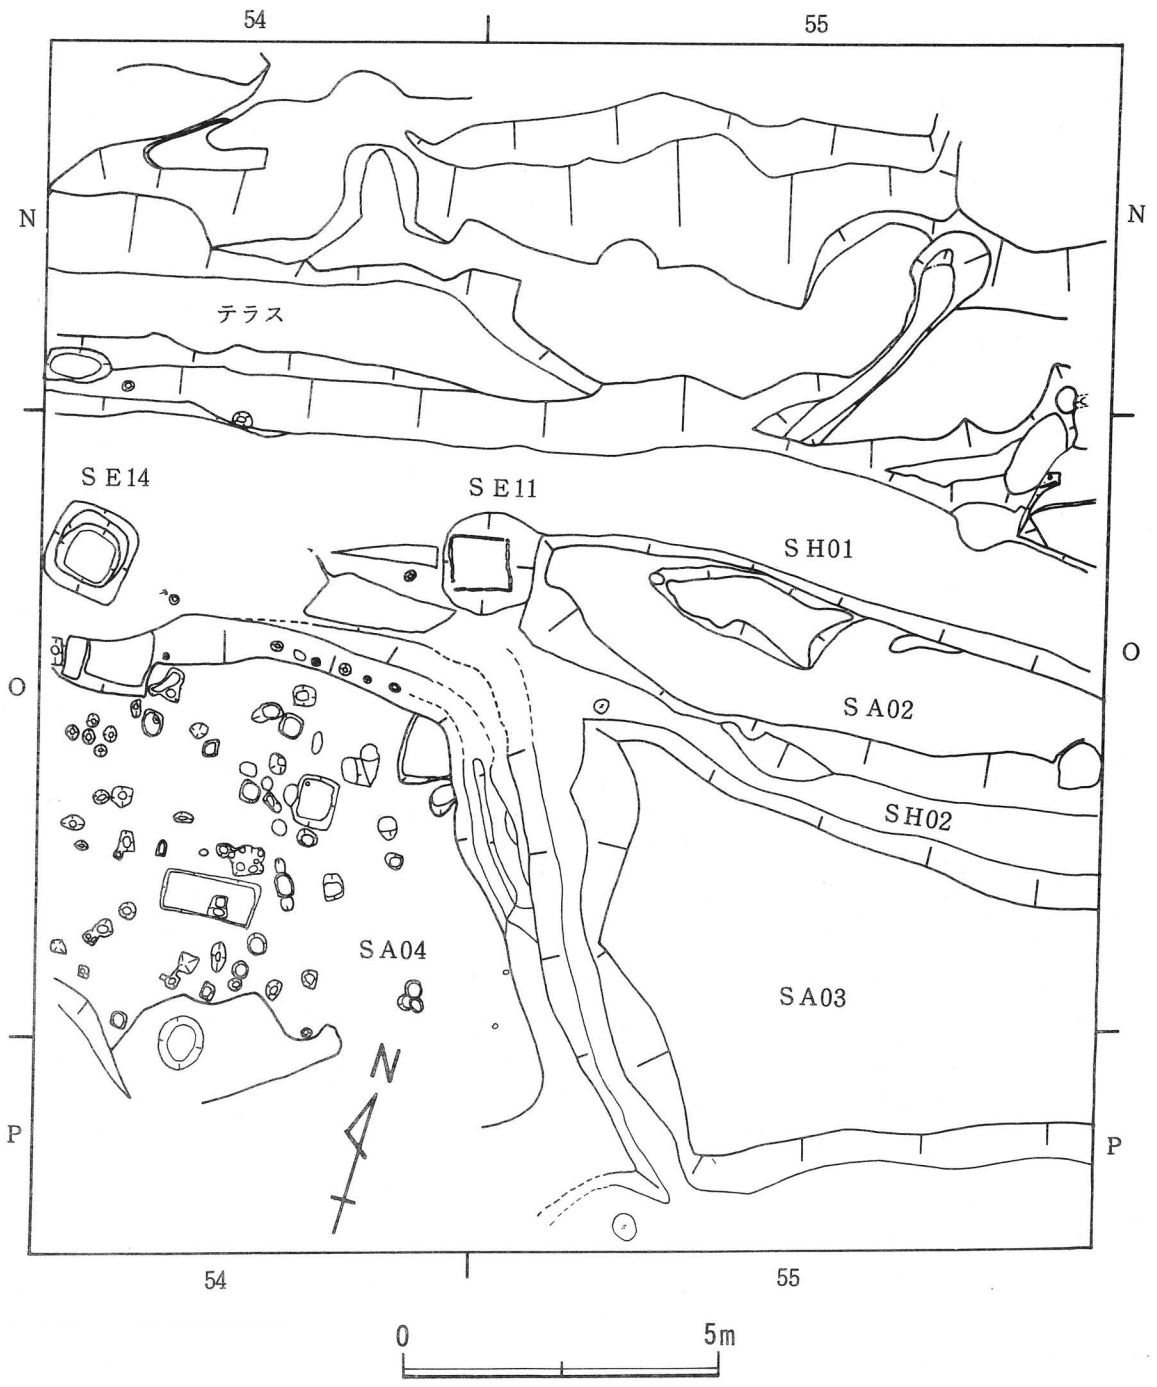 54 55
N N
テラス
SE14 SE11
SH01
O O
SA02
SH02
SA04
SA03
N
P P
54 55
0 5m